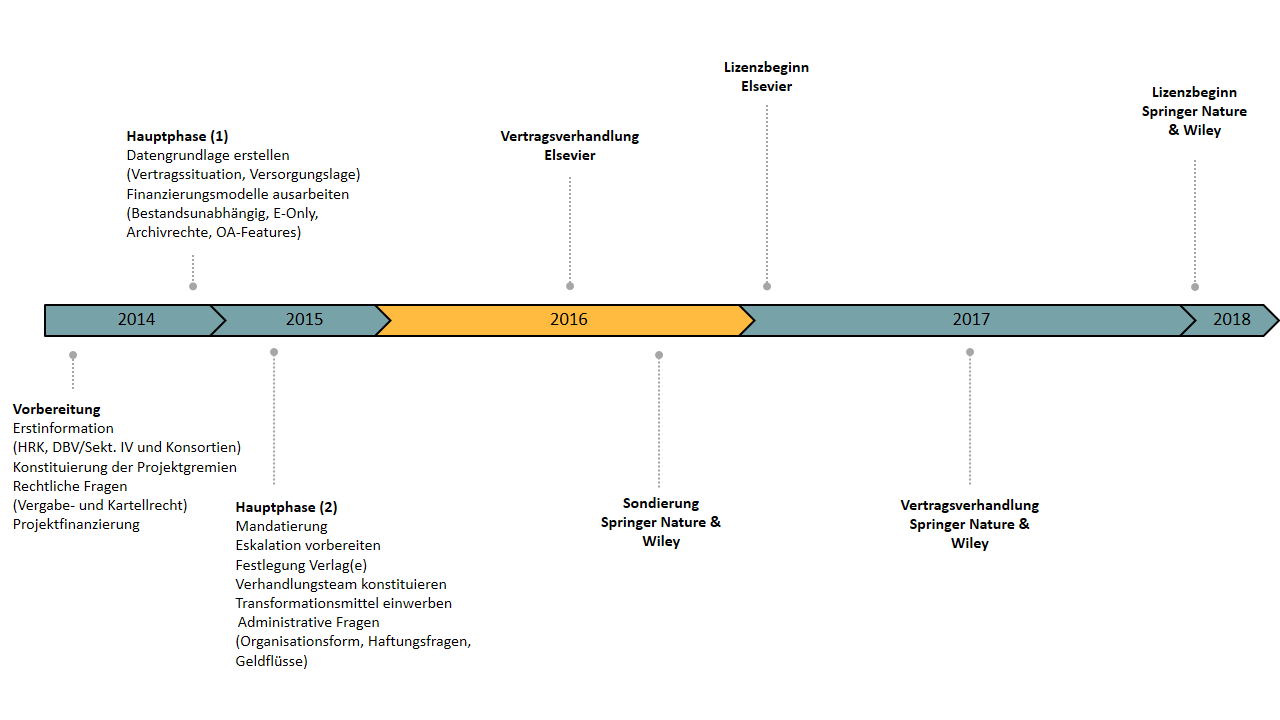 Lizenzbeginn
Elsevier
Lizenzbeginn
Springer Nature
& Wiley
Hauptphase (1)
Datengrundlage erstellen
(Vertragssituation, Versorgungslage)
Finanzierungsmodelle ausarbeiten
(Bestandsunabhängig, E-Only,
Archivrechte, OA-Features)
Vertragsverhandlung
Elsevier
2014
2015
2016
2017
2018
Vorbereitung
Erstinformation
(HRK, DBV/Sekt. IV und Konsortien)
Konstituierung der Projektgremien
Rechtliche Fragen
(Vergabe- und Kartellrecht)
Projektfinanzierung
Hauptphase (2)
Mandatierung
Eskalation vorbereiten
Festlegung Verlag(e)
Verhandlungsteam konstituieren
Transformationsmittel einwerben
Administrative Fragen
(Organisationsform, Haftungsfragen,
Geldflüsse)
Sondierung
Springer Nature &
Wiley
Vertragsverhandlung
Springer Nature &
Wiley